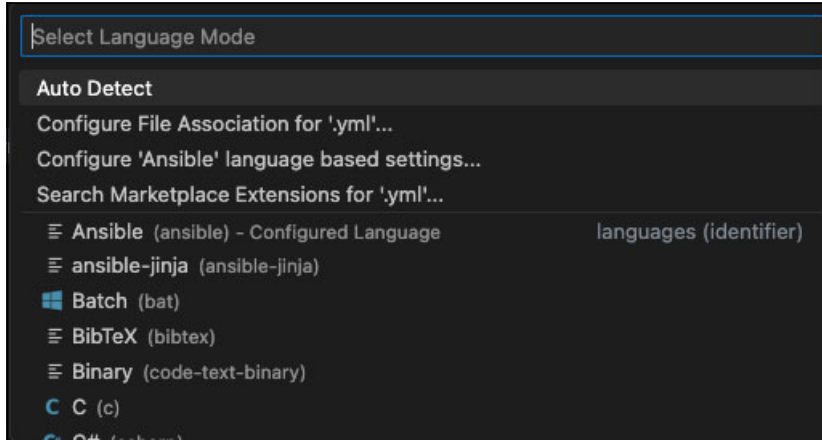 Select Language Mode
Auto Detect
Configure File Association for '.yml'...
Configure 'Ansible' language based settings...
Search Marketplace Extensions for '.yml'...
Ansible (ansible) - Configured Language languages (identifier)
ansible-jinja (ansible-jinja)
Batch (bat)
BibTeX (bibtex)
Binary (code-text-binary)
C C (c)